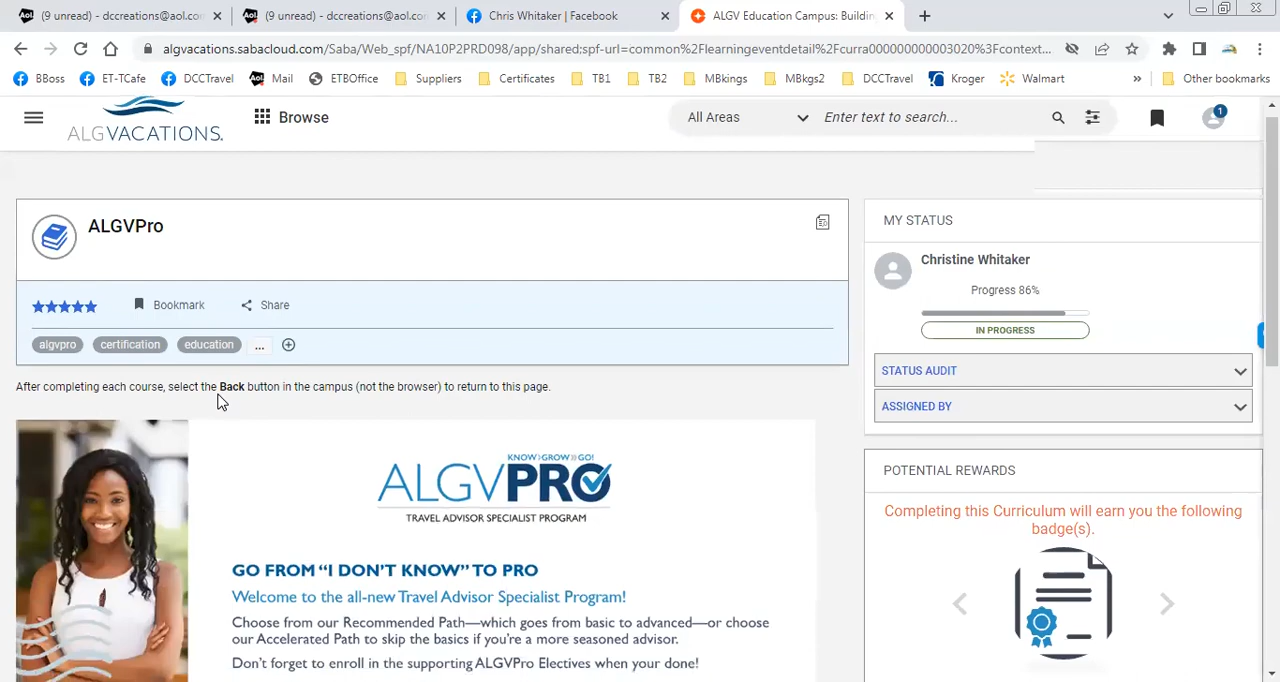 (9 unread) - dccreations@aol.com
(9 unread) - dccreations@aol.com
Chris Whitaker | Facebook
ALGV Education Campus: Buildin
algvacations.sabacloud.com/Saba/Web_spf/NA10P2PRD098/app/shared;spf-url=common%2Flearningeventdetail%2Fcurra000000000003020%3Fcontext...
BBoss
ET-TCafe
DCCTravel
Mail
ETBOffice
Suppliers
Certificates
TB1
TB2
MBkings
MBkgs2
DCCTravel
Kroger
Walmart
»
Other bookmarks
ALGVACATIONS.
Browse
All Areas
Enter text to search...
1
ALGVPro
Bookmark
Share
algvpro
certification
education
...
After completing each course, select the Back button in the campus (not the browser) to return to this page.
KNOW GROW GO!
ALGVPRO
TRAVEL ADVISOR SPECIALIST PROGRAM
GO FROM “I DON’T KNOW” TO PRO
Welcome to the all-new Travel Advisor Specialist Program!
Choose from our Recommended Path—which goes from basic to advanced—or choose
our Accelerated Path to skip the basics if you're a more seasoned advisor.
Don't forget to enroll in the supporting ALGVPro Electives when your done!
MY STATUS
Christine Whitaker
Progress 86%
IN PROGRESS
STATUS AUDIT
ASSIGNED BY
POTENTIAL REWARDS
Completing this Curriculum will earn you the following
badge(s).